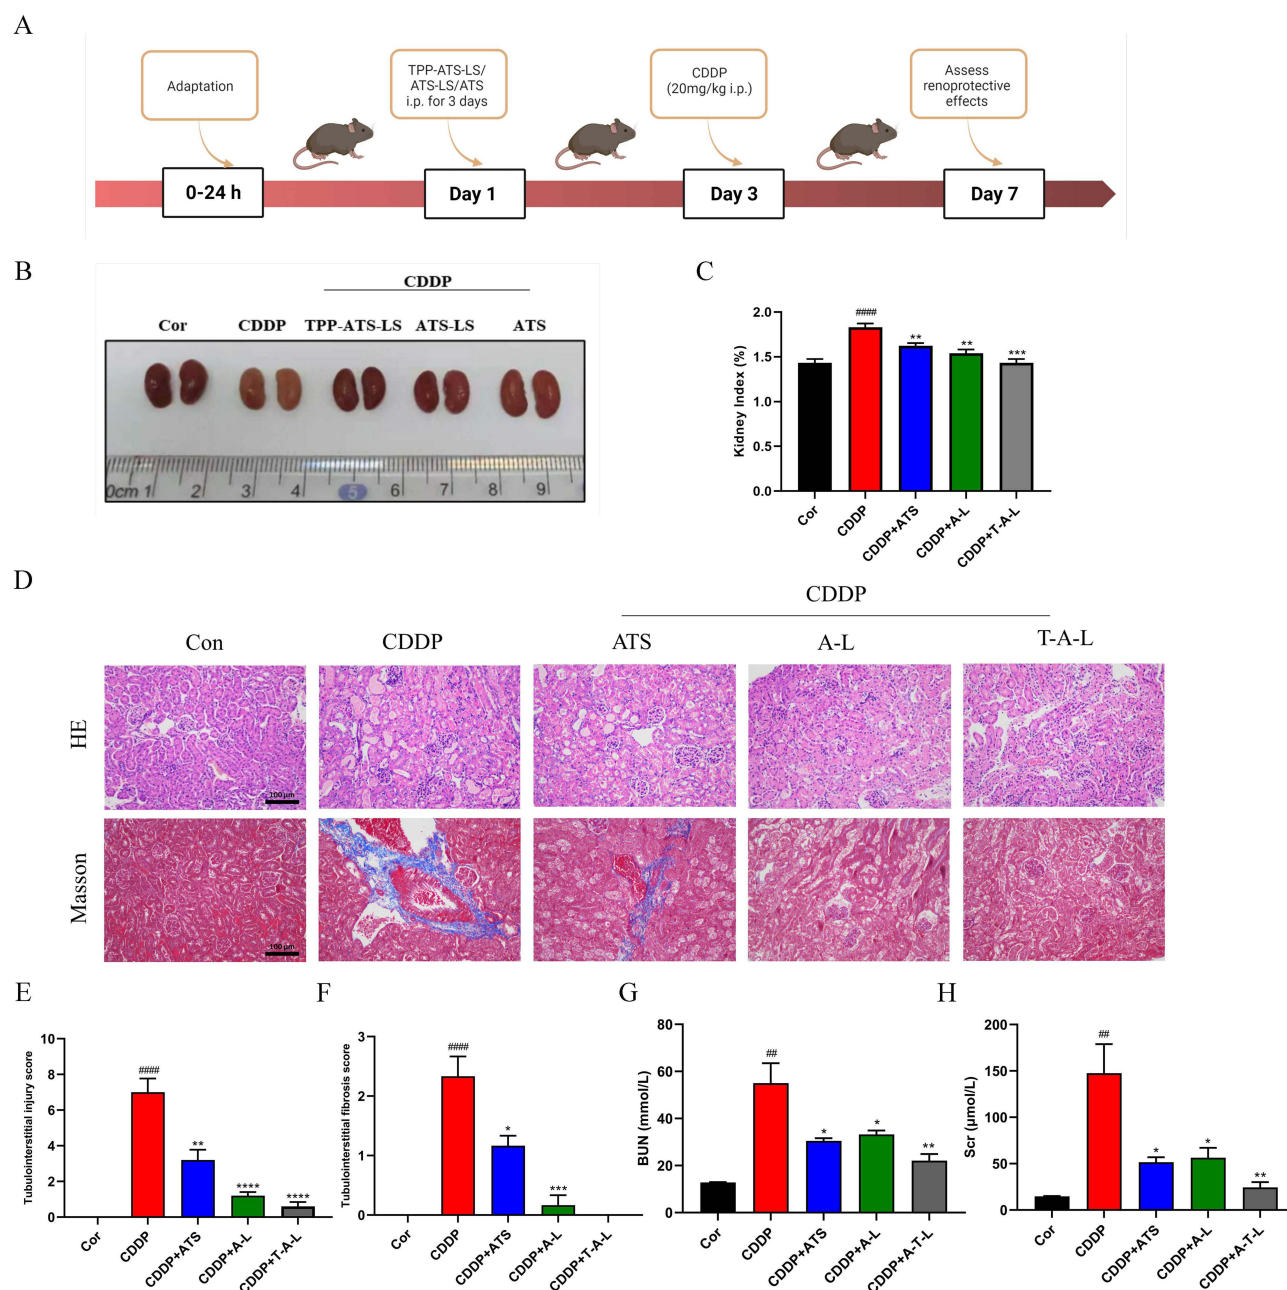 A
Adaptation
TPP-ATS-LS/
ATS-LS/ATS
i.p. for 3 days
CDDP
(20mg/kg i.p.)
Assess
renoprotective
effects
0-24 h
Day 1
Day 3
Day 7
B
CDDP
Cor CDDP TPP-ATS-LS ATS-LS ATS
0cm 1 2 3 4 5 6 7 8 9
C
Kidney Index (%)
2.0
1.5
1.0
0.5
0.0
####
**
**
***
Cor
CDDP
CDDP+ATS
CDDP+A-L
CDDP+T-A-L
D
CDDP
Con CDDP ATS A-L T-A-L
HE
100 μm
Masson
100 μm
E
Tubulointerstitial injury score
10
8
6
4
2
0
####
**
****
****
Cor
CDDP
CDDP+ATS
CDDP+A-L
CDDP+T-A-L
F
Tubulointerstitial fibrosis score
3
2
1
0
####
*
***
Cor
CDDP
CDDP+ATS
CDDP+A-L
CDDP+T-A-L
G
BUN (mmol/L)
80
60
40
20
0
##
*
*
**
Cor
CDDP
CDDP+ATS
CDDP+A-L
CDDP+A-T-L
H
Scr (μmol/L)
200
150
100
50
0
##
*
*
**
Cor
CDDP
CDDP+ATS
CDDP+A-L
CDDP+A-T-L